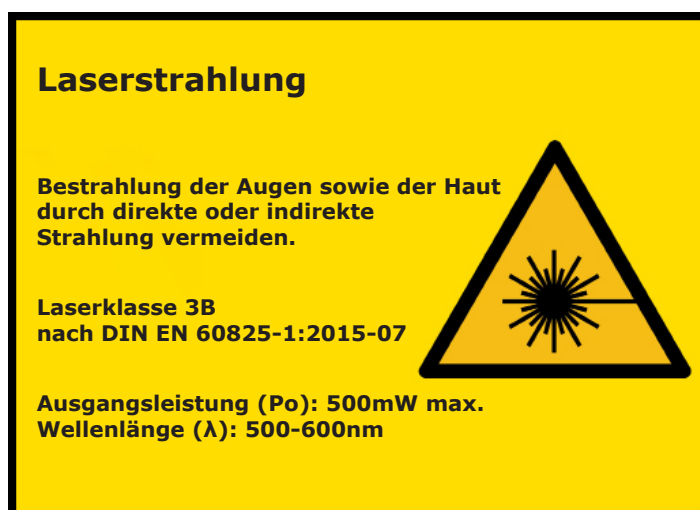 Laserstrahlung
Bestrahlung der Augen sowie der Haut
durch direkte oder indirekte
Strahlung vermeiden.
Laserklasse 3B
nach DIN EN 60825-1:2015-07
Ausgangsleistung (Po): 500mW max.
Wellenlänge (λ): 500-600nm